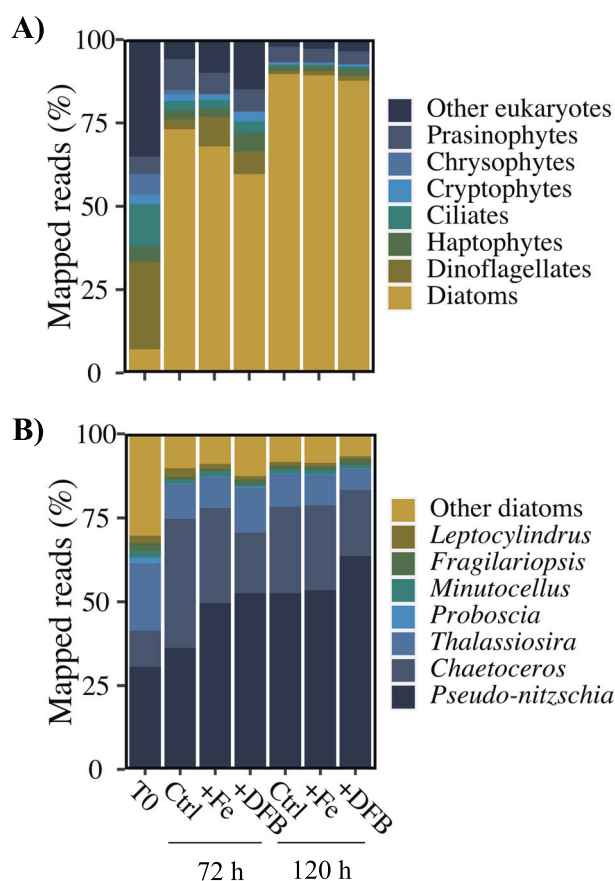 A)
Mapped reads (%)
100
75
50
25
0
Other eukaryotes
Prasinophytes
Chrysophytes
Cryptophytes
Ciliates
Haptophytes
Dinoflagellates
Diatoms
B)
Mapped reads (%)
100
75
50
25
0
Other diatoms
Leptocylindrus
Fragilariopsis
Minutocellus
Proboscia
Thalassiosira
Chaetoceros
Pseudo-nitzschia
T0 Ctrl +Fe +DFB Ctrl +Fe +DFB
72 h 120 h